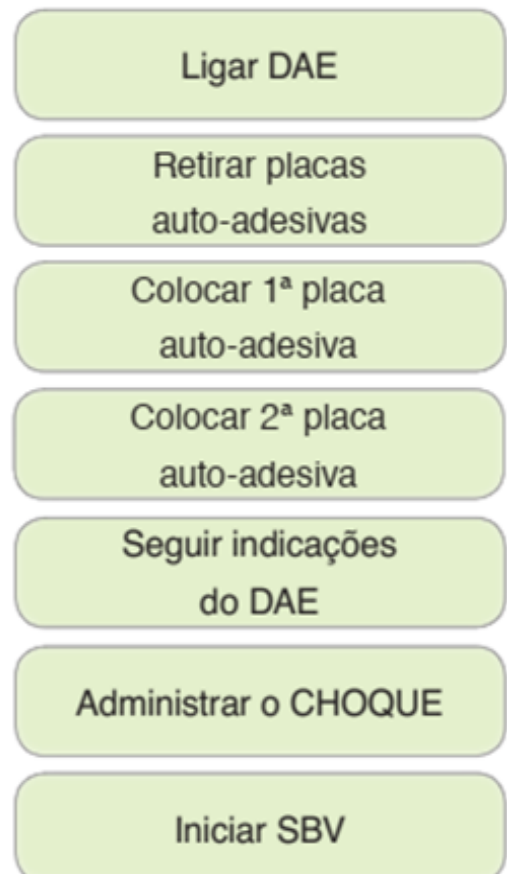 Ligar DAE
Retirar placas
auto-adesivas
Colocar 1ª placa
auto-adesiva
Colocar 2ª placa
auto-adesiva
Seguir indicações
do DAE
Administrar o CHOQUE
Iniciar SBV